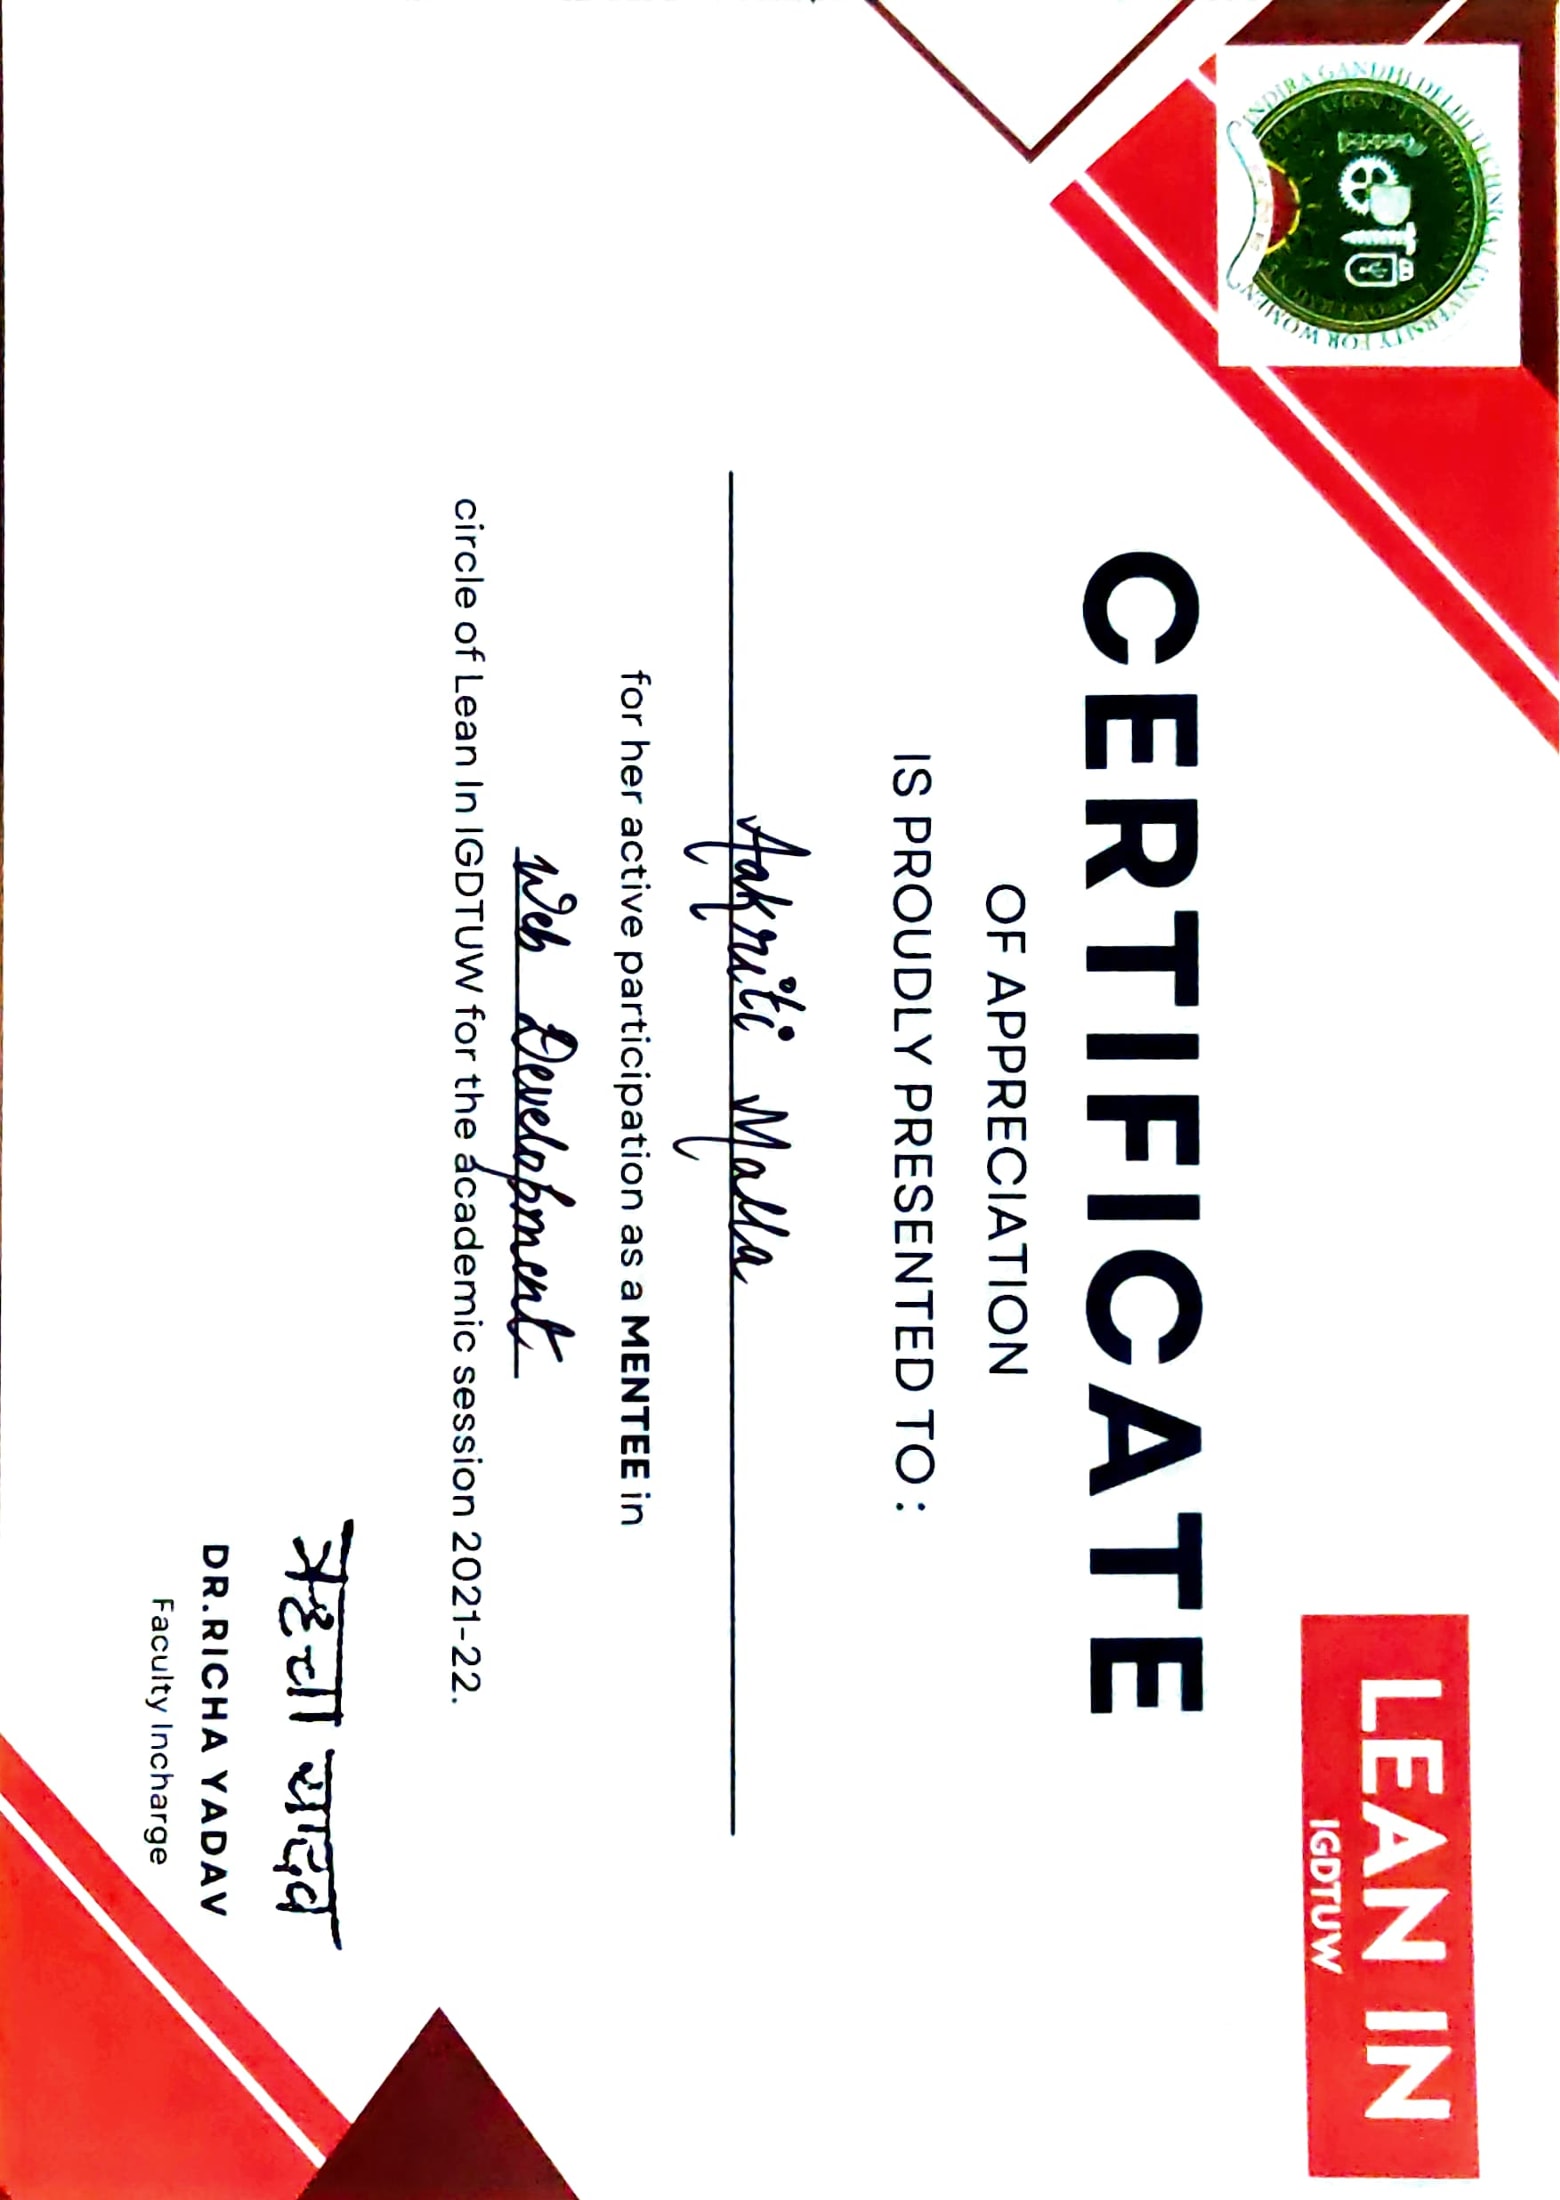 INDIRA GANDHI DELHI TECHNICAL UNIVERSITY FOR WOMEN
LEAN IN
IGDTUW
CERTIFICATE
OF APPRECIATION
IS PROUDLY PRESENTED TO :
Aakriti Malla
for her active participation as a MENTEE in
Web Development
circle of Lean In IGDTUW for the academic session 2021-22.
ऋचा यादव
DR.RICHA YADAV
Faculty Incharge